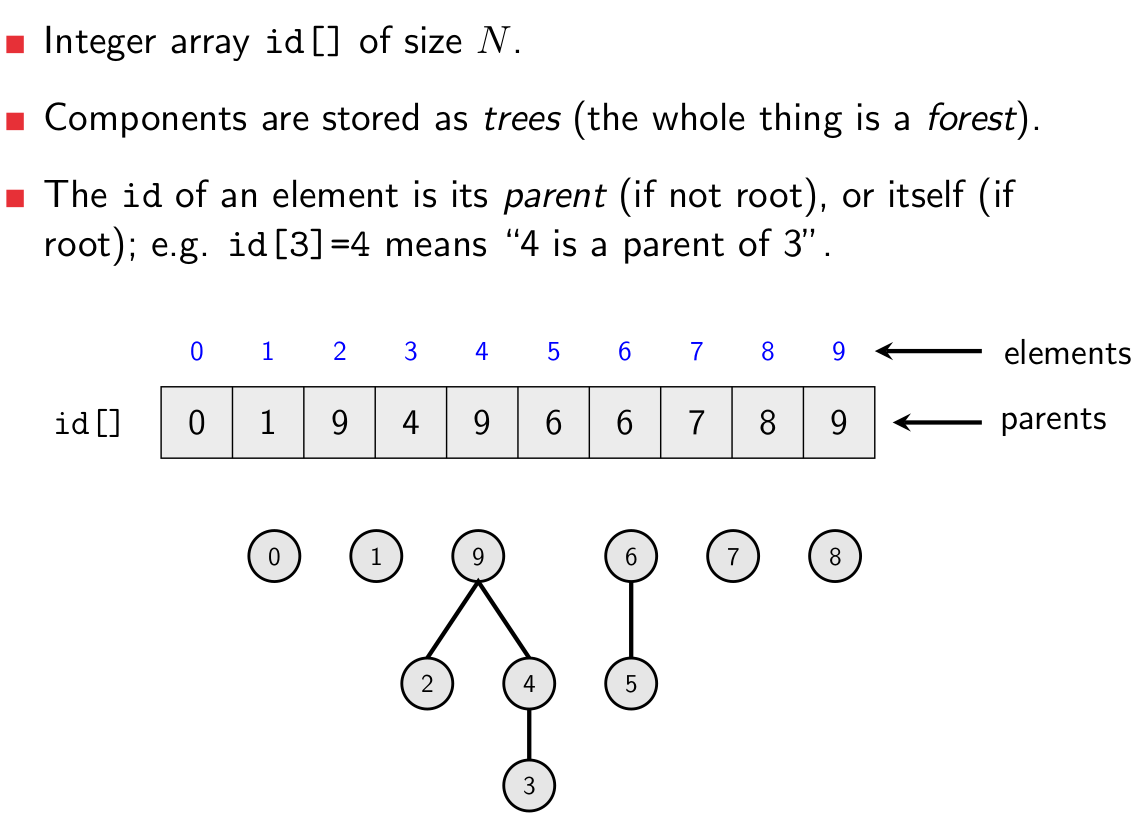 Integer array id[] of size N.
Components are stored as trees (the whole thing is a forest).
The id of an element is its parent (if not root), or itself (if
root); e.g. id[3]=4 means “4 is a parent of 3”.
0 1 2 3 4 5 6 7 8 9 elements
id[] 0 1 9 4 9 6 6 7 8 9 parents
0 1 9 6 7 8
2 4 5
3